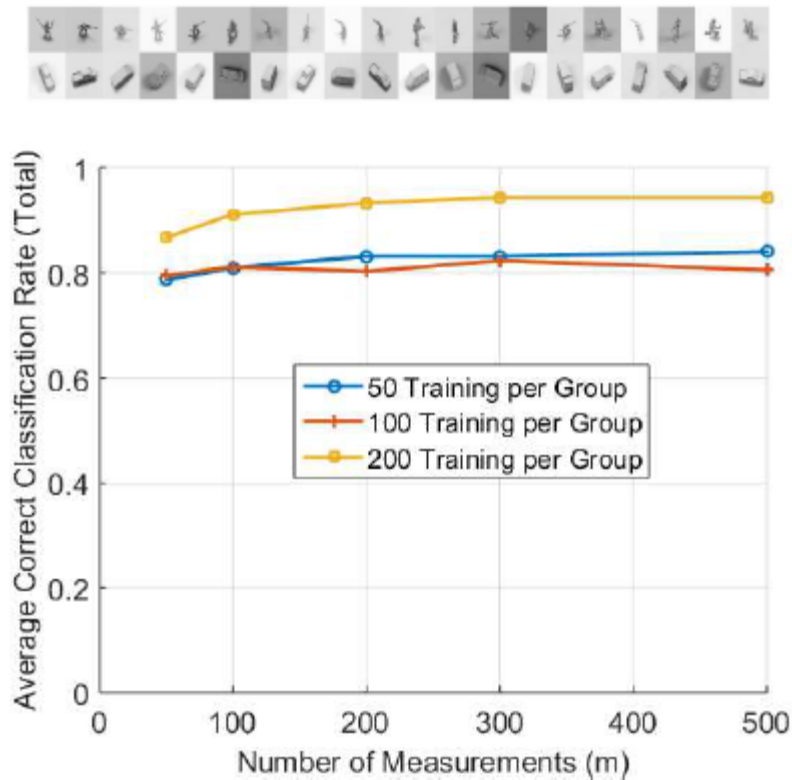 Average Correct Classification Rate (Total)
1
0.8
0.6
0.4
0.2
0
50 Training per Group
100 Training per Group
200 Training per Group
0 100 200 300 400 500
Number of Measurements (m)